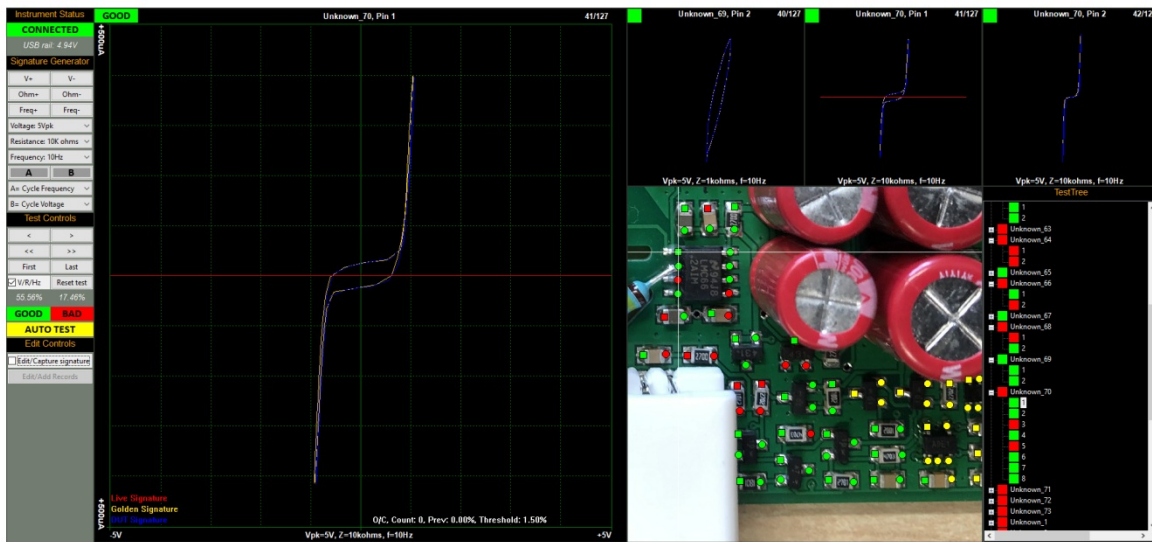 Instrument Status
CONNECTED
USB rail: 4.94V
Signature Generator
V+ V-
Ohm+ Ohm-
Freq+ Freq-
Voltage: 5Vpk
Resistance: 10K ohms
Frequency: 10Hz
A B
A= Cycle Frequency
B= Cycle Voltage
Test Controls
< >
<< >>
First Last
V/R/Hz Reset test
55.56% 17.46%
GOOD BAD
AUTO TEST
Edit Controls
Edit/Capture signature
Edit/Add Records
GOOD
Unknown_70, Pin 1
41/127
+500uA
+500uA
Live Signature
Golden Signature
DUT Signature
O/C, Count: 0, Prev: 0.00%, Threshold: 1.50%
-5V
Vpk=5V, Z=10kohms, f=10Hz
+5V
Unknown_69, Pin 2
40/127
Vpk=5V, Z=1kohms, f=10Hz
Unknown_70, Pin 1
41/127
Vpk=5V, Z=10kohms, f=10Hz
Unknown_70, Pin 2
42/127
Vpk=5V, Z=10kohms, f=10Hz
LMC66
2AIM
2700
TestTree
1
2
Unknown_63
Unknown_64
1
2
Unknown_65
Unknown_66
1
2
Unknown_67
Unknown_68
1
2
Unknown_69
1
2
Unknown_70
1
2
3
4
5
6
7
8
Unknown_71
Unknown_72
Unknown_73
Unknown_1